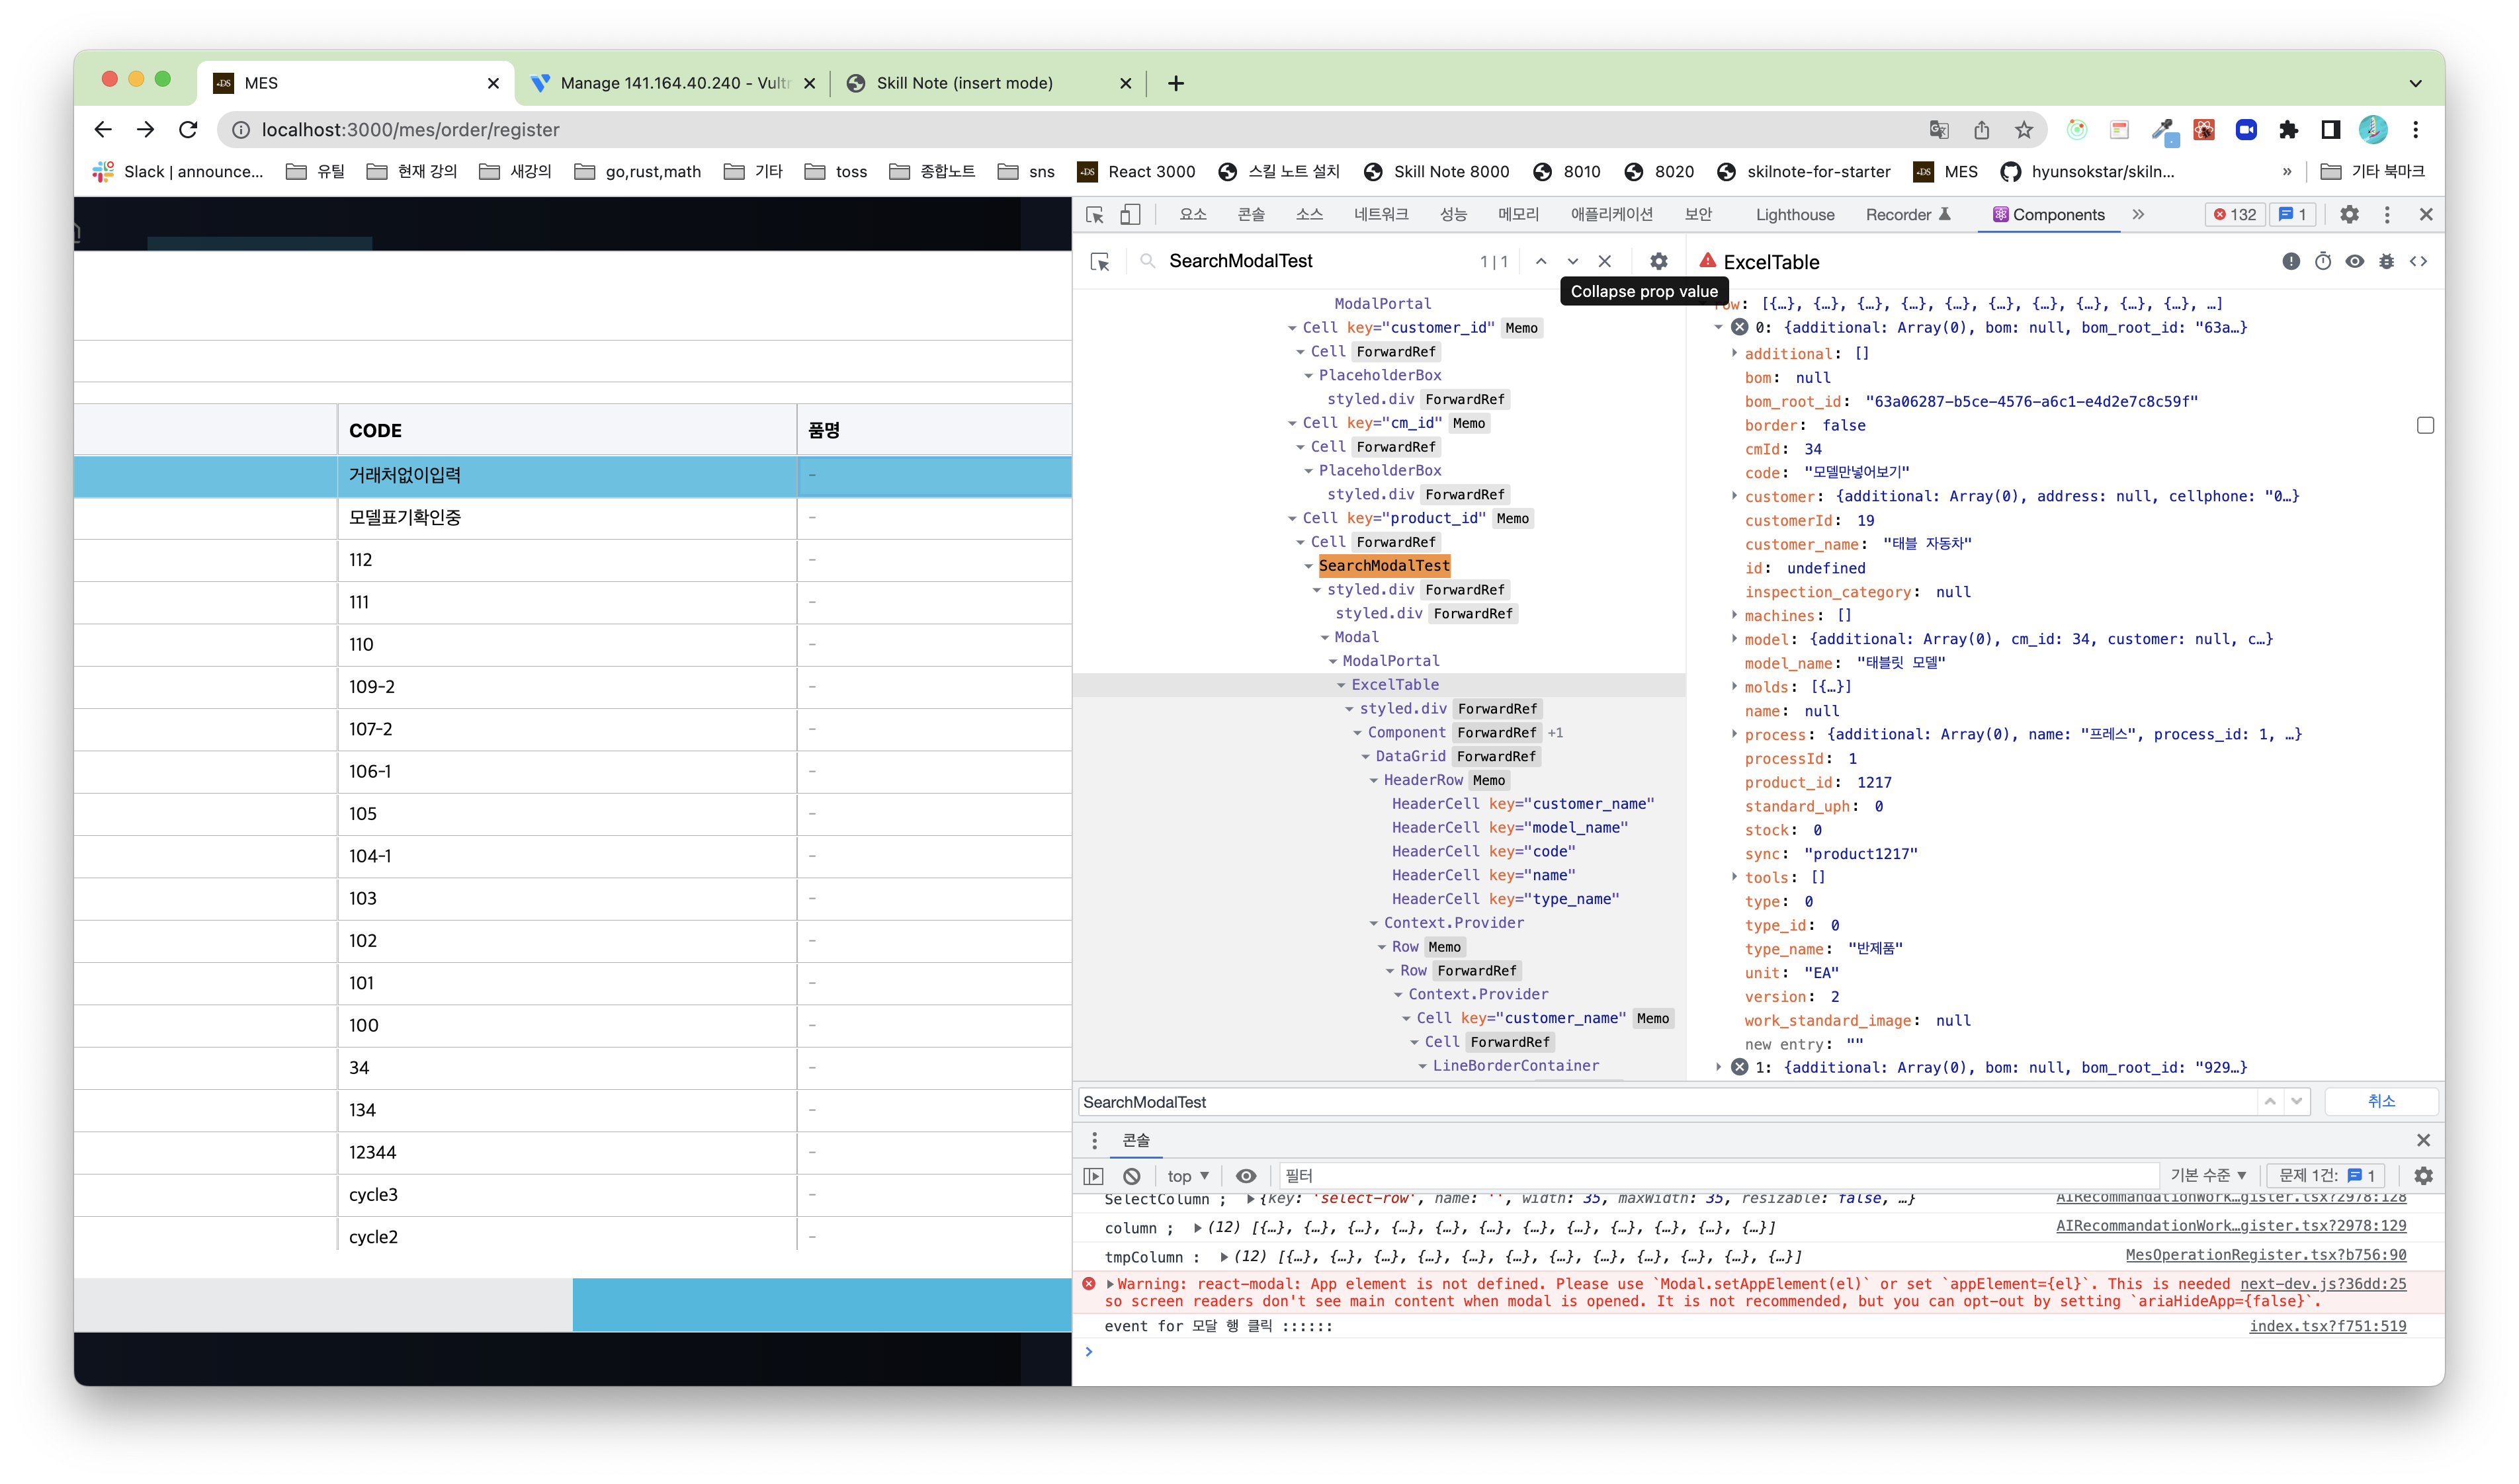 MES
Manage 141.164.40.240 - Vultr
Skill Note (insert mode)
localhost:3000/mes/order/register
Slack | announce...
유틸
현재 강의
새강의
go,rust,math
기타
toss
종합노트
sns
React 3000
스킬 노트 설치
Skill Note 8000
8010
8020
skilnote-for-starter
MES
hyunsokstar/skiln...
»
기타 북마크
CODE
품명
거래처없이입력
-
모델표기확인중
-
112
-
111
-
110
-
109-2
-
107-2
-
106-1
-
105
-
104-1
-
103
-
102
-
101
-
100
-
34
-
134
-
12344
-
cycle3
-
cycle2
-
요소
콘솔
소스
네트워크
성능
메모리
애플리케이션
보안
Lighthouse
Recorder
Components
»
132
1
SearchModalTest
1 | 1
Collapse prop value
ModalPortal
Cell key="customer_id" Memo
Cell ForwardRef
PlaceholderBox
styled.div ForwardRef
Cell key="cm_id" Memo
Cell ForwardRef
PlaceholderBox
styled.div ForwardRef
Cell key="product_id" Memo
Cell ForwardRef
SearchModalTest
styled.div ForwardRef
styled.div ForwardRef
Modal
ModalPortal
ExcelTable
styled.div ForwardRef
Component ForwardRef +1
DataGrid ForwardRef
HeaderRow Memo
HeaderCell key="customer_name"
HeaderCell key="model_name"
HeaderCell key="code"
HeaderCell key="name"
HeaderCell key="type_name"
Context.Provider
Row Memo
Row ForwardRef
Context.Provider
Cell key="customer_name" Memo
Cell ForwardRef
LineBorderContainer
ExcelTable
row: [{…}, {…}, {…}, {…}, {…}, {…}, {…}, {…}, {…}, {…}, …]
0: {additional: Array(0), bom: null, bom_root_id: "63a…}
additional: []
bom: null
bom_root_id: "63a06287-b5ce-4576-a6c1-e4d2e7c8c59f"
border: false
cmId: 34
code: "모델만넣어보기"
customer: {additional: Array(0), address: null, cellphone: "0…}
customerId: 19
customer_name: "태블 자동차"
id: undefined
inspection_category: null
machines: []
model: {additional: Array(0), cm_id: 34, customer: null, c…}
model_name: "태블릿 모델"
molds: [{…}]
name: null
process: {additional: Array(0), name: "프레스", process_id: 1, …}
processId: 1
product_id: 1217
standard_uph: 0
stock: 0
sync: "product1217"
tools: []
type: 0
type_id: 0
type_name: "반제품"
unit: "EA"
version: 2
work_standard_image: null
new entry: ""
1: {additional: Array(0), bom: null, bom_root_id: "929…}
SearchModalTest
취소
콘솔
top ▼
필터
기본 수준 ▼
문제 1건: 1
SelectColumn ; ▶{key: 'select-row', name: '', width: 35, maxWidth: 35, resizable: false, …}
AIRecommandationWork…gister.tsx?2978:128
column ; ▶(12) [{…}, {…}, {…}, {…}, {…}, {…}, {…}, {…}, {…}, {…}, {…}, {…}]
AIRecommandationWork…gister.tsx?2978:129
tmpColumn : ▶(12) [{…}, {…}, {…}, {…}, {…}, {…}, {…}, {…}, {…}, {…}, {…}, {…}]
MesOperationRegister.tsx?b756:90
▶Warning: react-modal: App element is not defined. Please use `Modal.setAppElement(el)` or set `appElement={el}`. This is needed next-dev.js?36dd:25
so screen readers don't see main content when modal is opened. It is not recommended, but you can opt-out by setting `ariaHideApp={false}`.
event for 모달 행 클릭 ::::::
index.tsx?f751:519